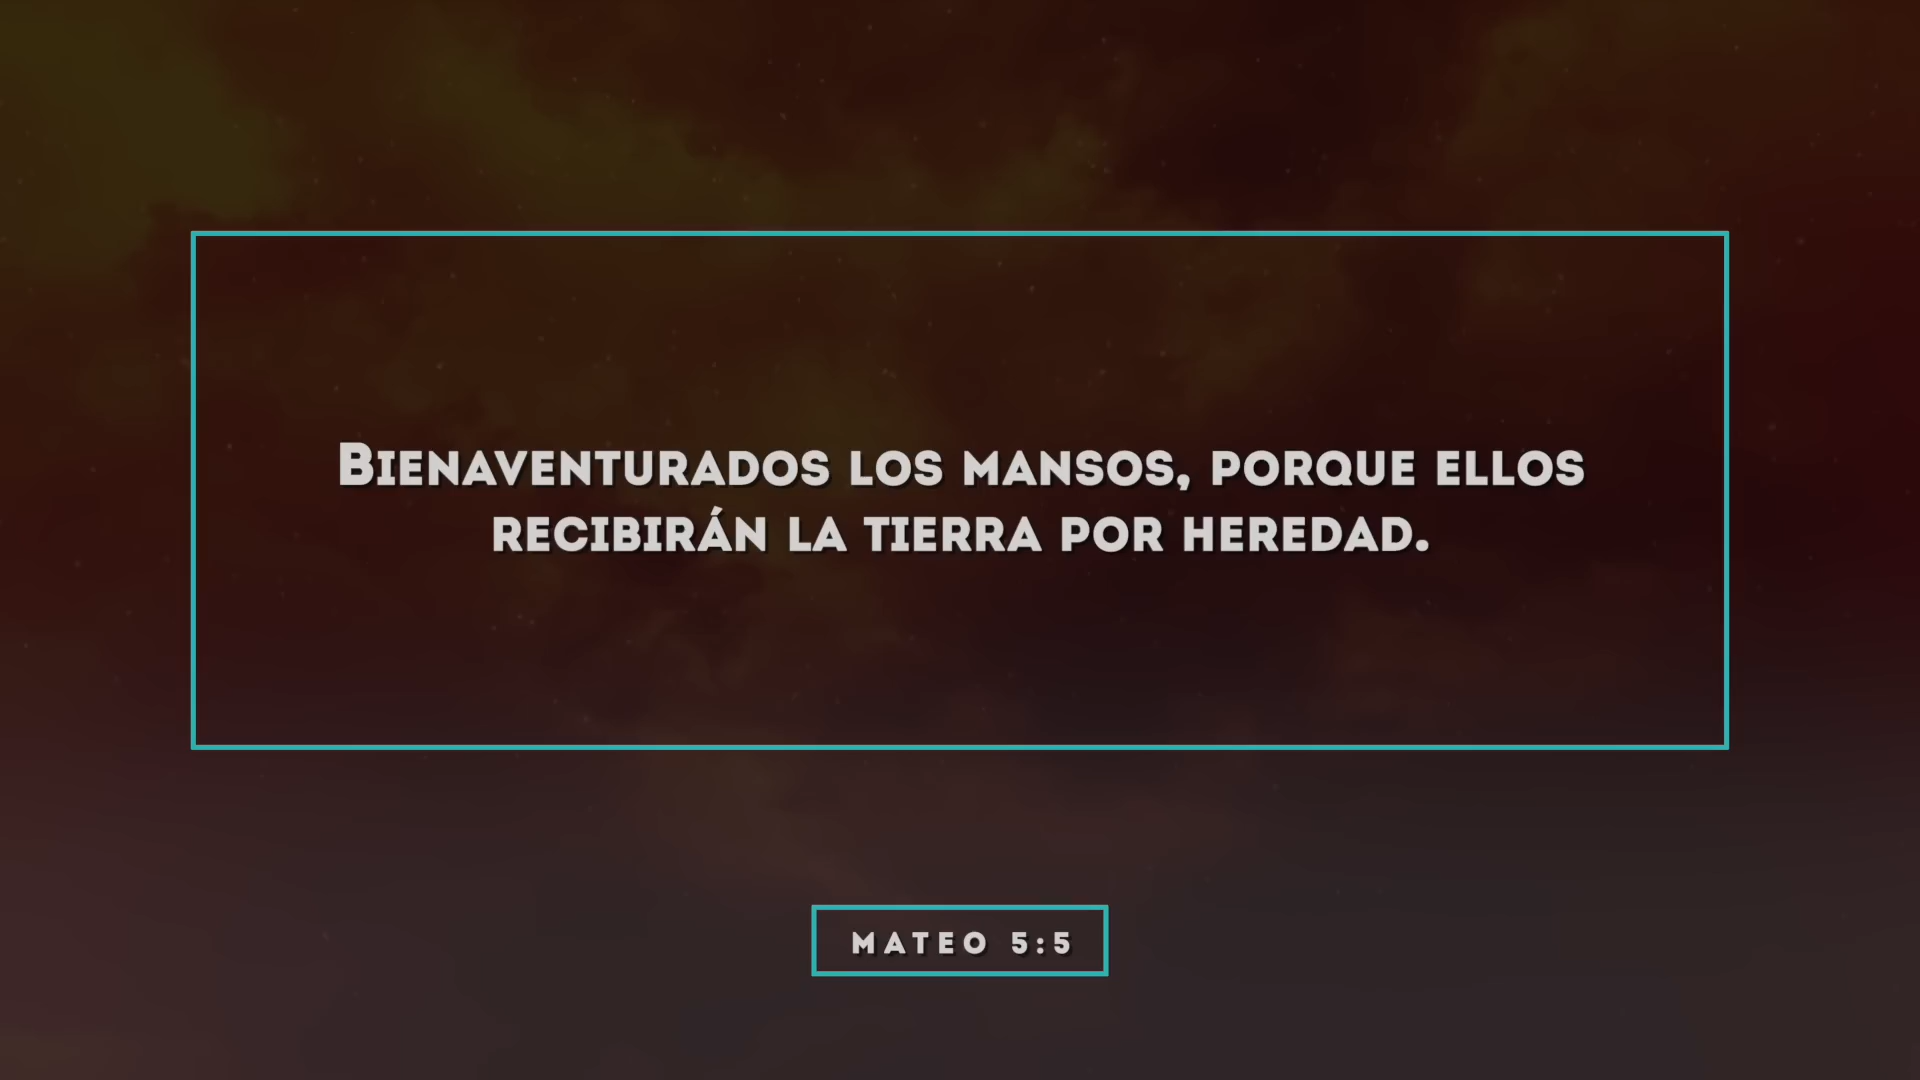 Bienaventurados los mansos, porque ellos
recibirán la tierra por heredad.
MATEO 5:5